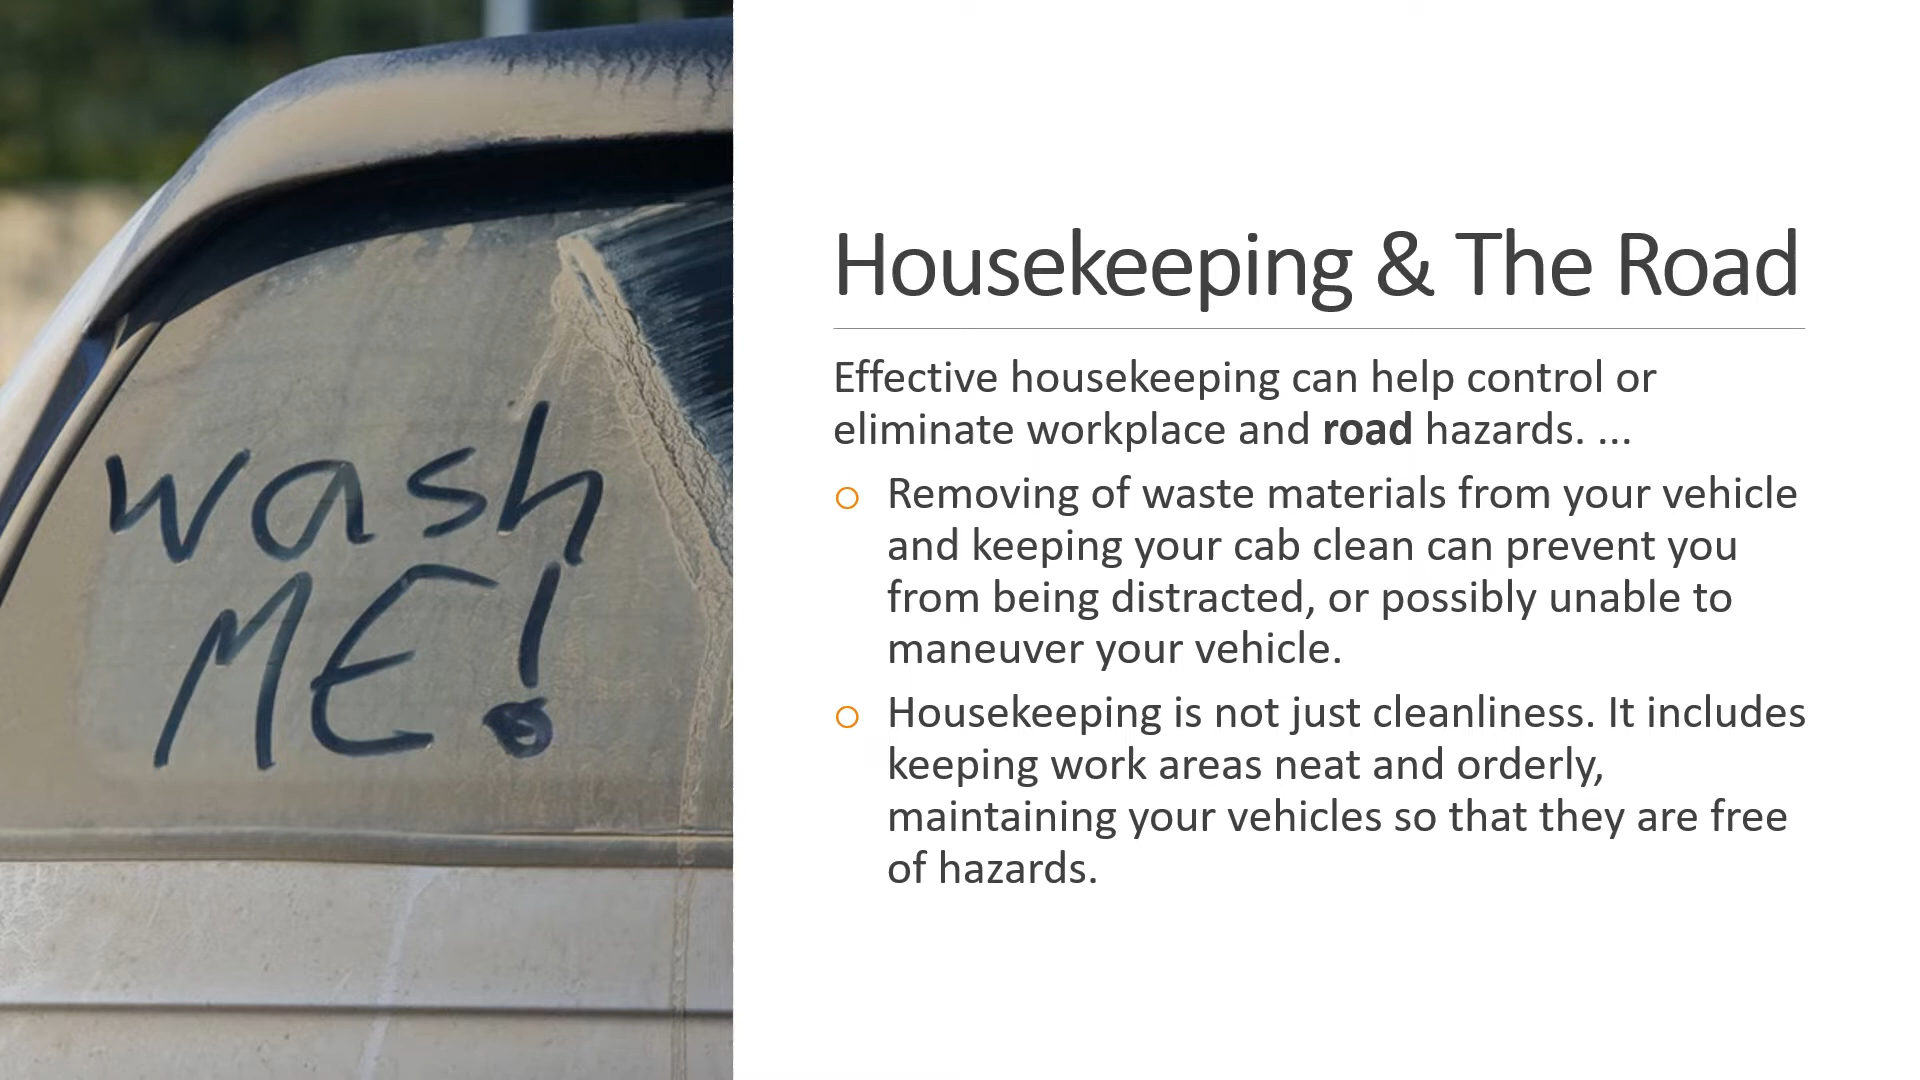 wash
ME!
Housekeeping & The Road
Effective housekeeping can help control or
eliminate workplace and road hazards. ...
Removing of waste materials from your vehicle
and keeping your cab clean can prevent you
from being distracted, or possibly unable to
maneuver your vehicle.
Housekeeping is not just cleanliness. It includes
keeping work areas neat and orderly,
maintaining your vehicles so that they are free
of hazards.